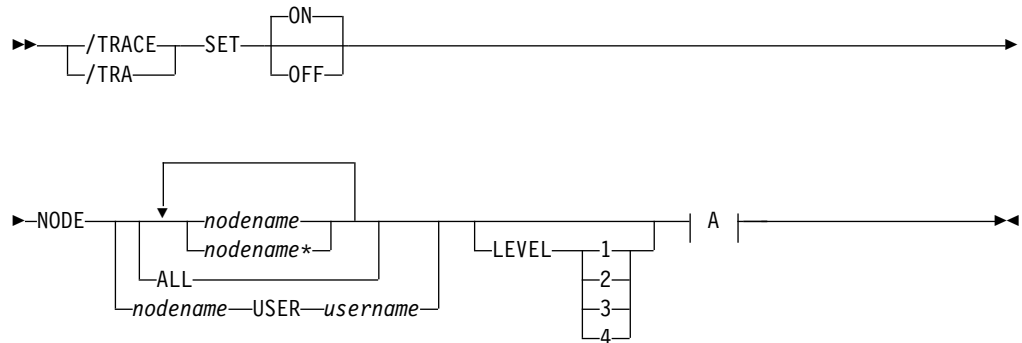 ON
/TRACE SET
/TRA OFF
NODE nodename A
nodename* LEVEL 1
ALL 2
nodename USER username 3
4